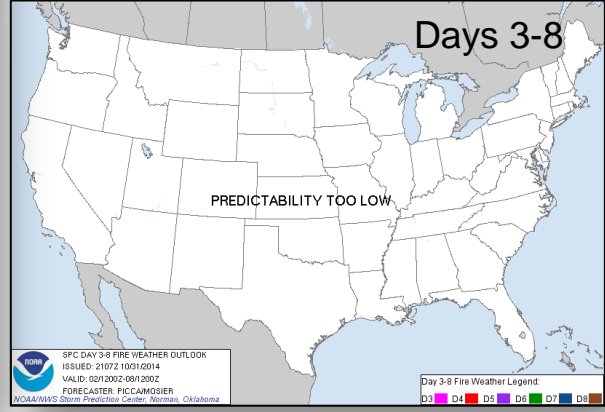 Days 3-8
PREDICTABILITY TOO LOW
NOAA
SPC DAY 3-8 FIRE WEATHER OUTLOOK
ISSUED: 2107Z 10/31/2014
VALID: 02/1200Z-08/1200Z
FORECASTER: PICCA/MOSIER
NOAA/NWS Storm Prediction Center, Norman, Oklahoma
Day 3-8 Fire Weather Legend:
D3 D4 D5 D6 D7 D8